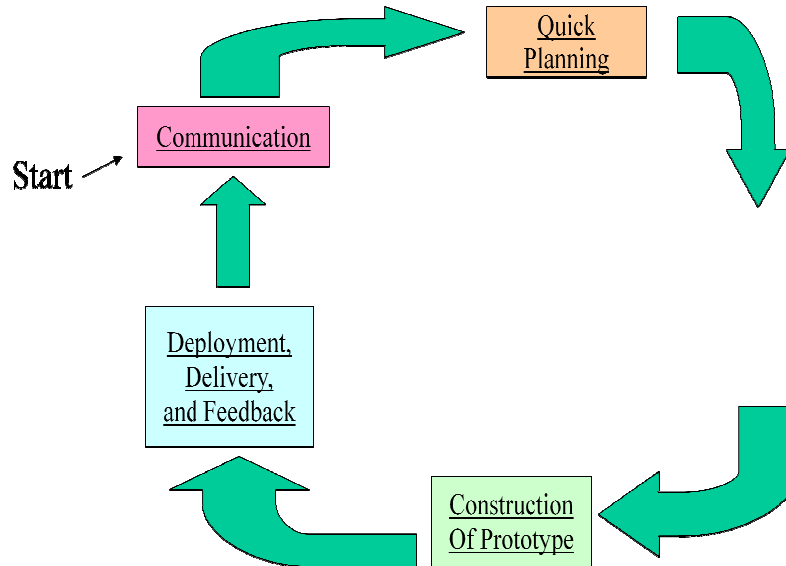 Quick
Planning
Communication
Start
Deployment,
Delivery,
and Feedback
Construction
Of Prototype